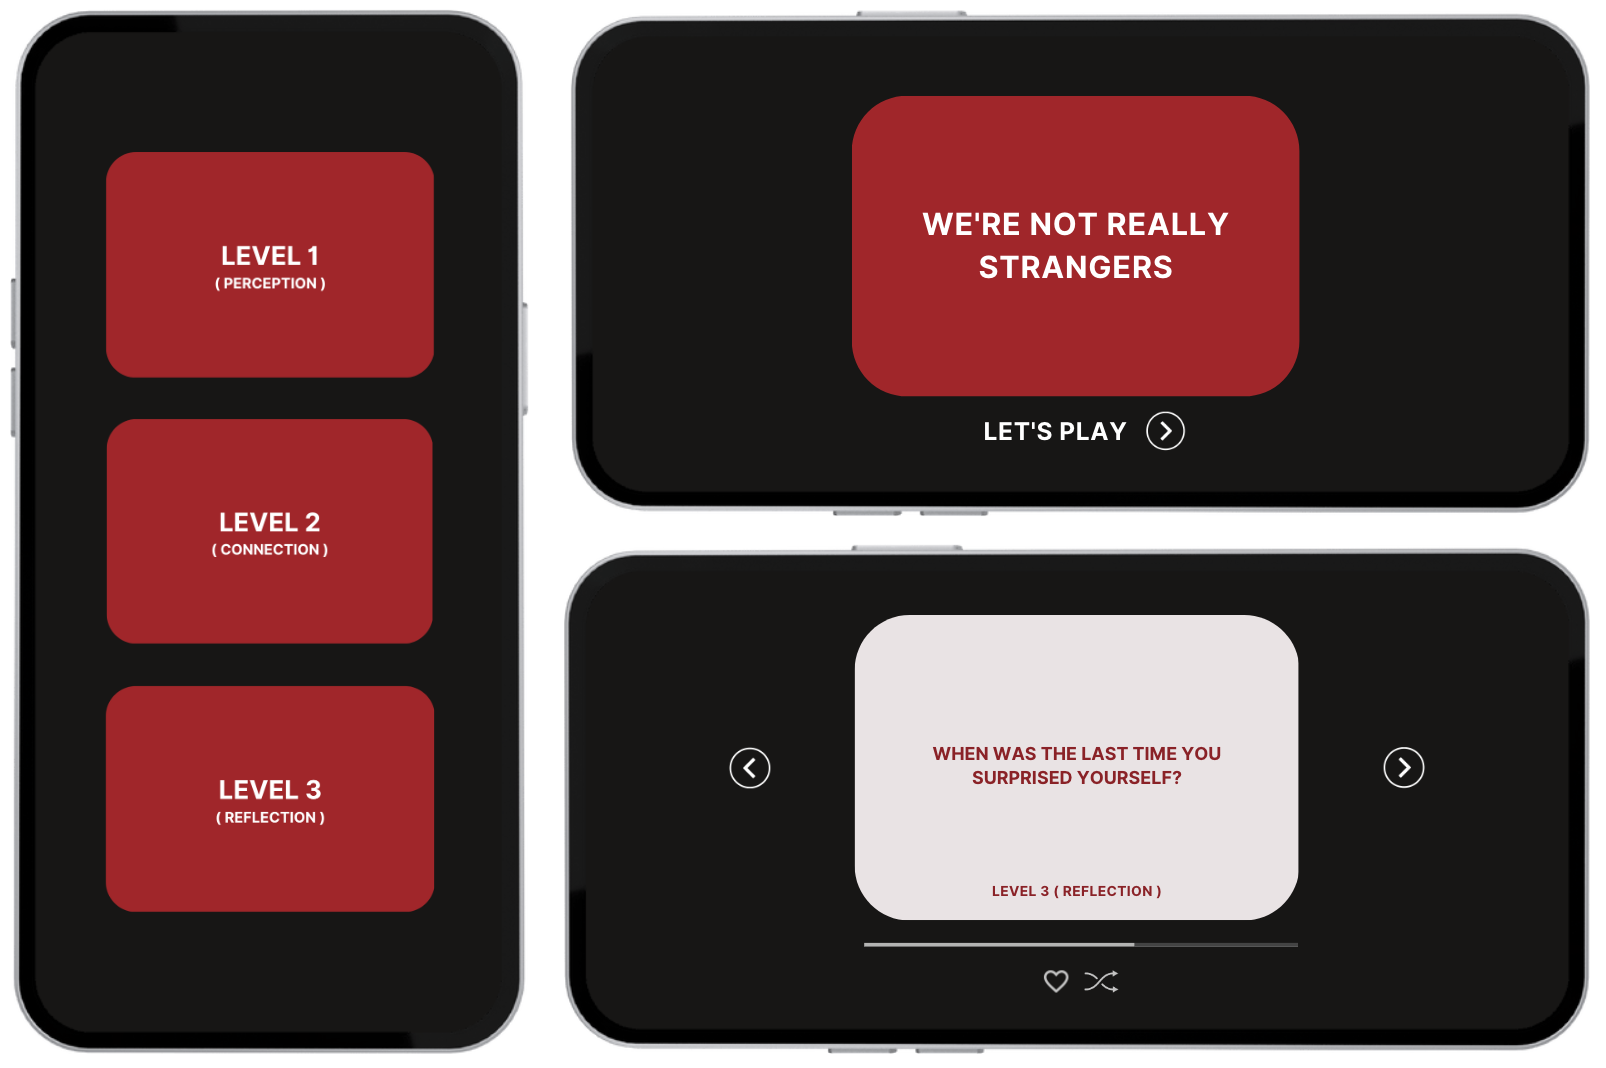 LEVEL 1
( PERCEPTION )
LEVEL 2
( CONNECTION )
LEVEL 3
( REFLECTION )
WE'RE NOT REALLY
STRANGERS
LET'S PLAY
WHEN WAS THE LAST TIME YOU
SURPRISED YOURSELF?
LEVEL 3 ( REFLECTION )